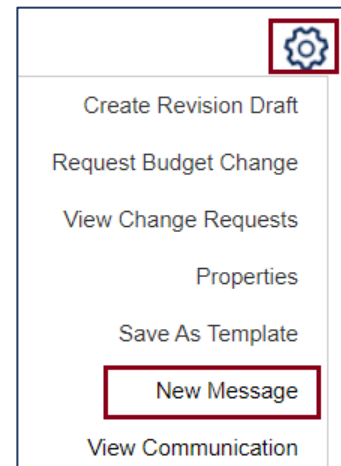 Create Revision Draft
Request Budget Change
View Change Requests
Properties
Save As Template
New Message
View Communication